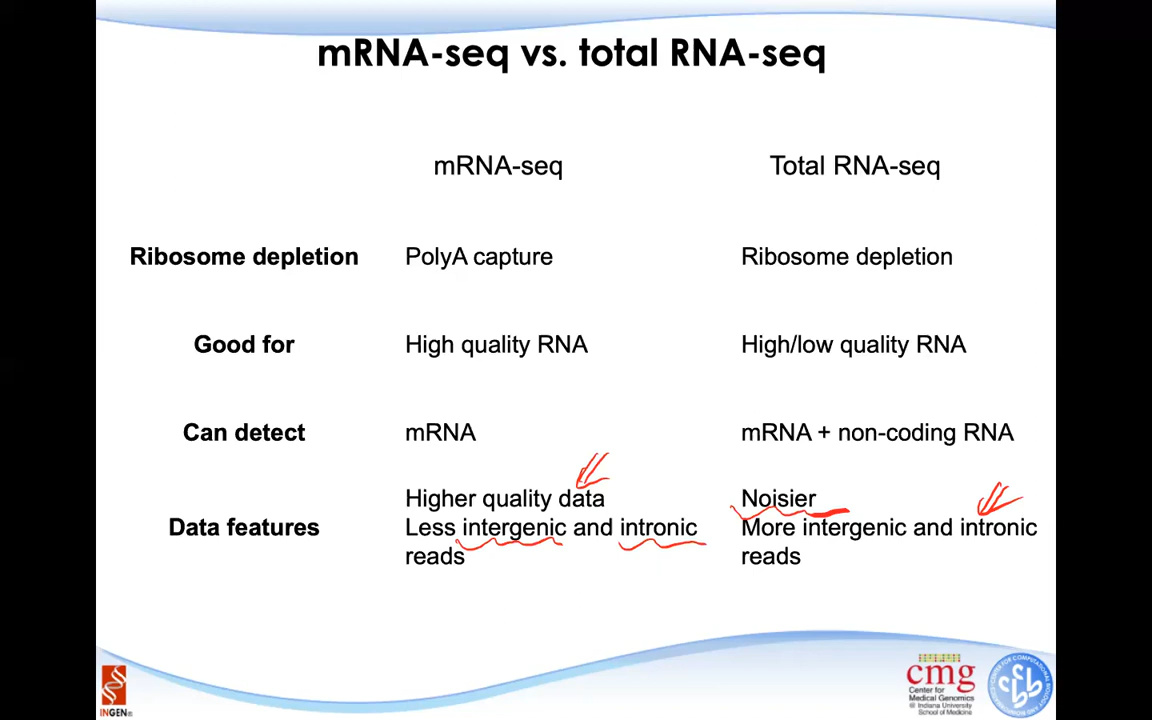 mRNA-seq vs. total RNA-seq
mRNA-seq Total RNA-seq
Ribosome depletion PolyA capture Ribosome depletion
Good for High quality RNA High/low quality RNA
Can detect mRNA mRNA + non-coding RNA
Data features
Higher quality data
Less intergenic and intronic
reads
Noisier
More intergenic and intronic
reads
INGEN
cmg
Center for
Medical Genomics
@ Indiana University
School of Medicine